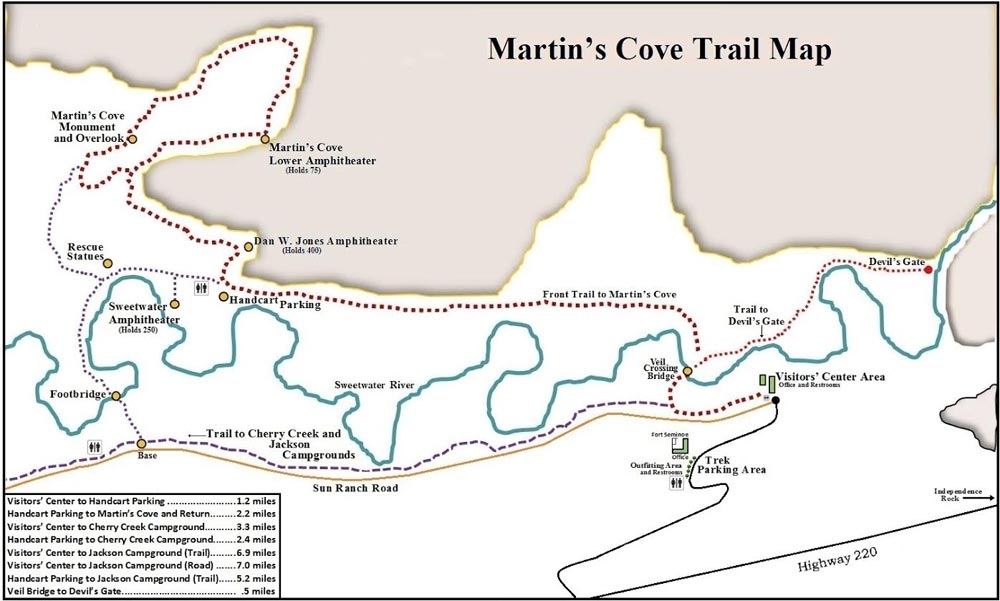 Martin's Cove Trail Map
Martin's Cove
Monument
and Overlook
Martin's Cove
Lower Amphitheater
(Holds 75)
Rescue
Statues
Dan W. Jones Amphitheater
(Holds 400)
Devil's Gate
Handcart
Parking
Sweetwater
Amphitheater
(Holds 250)
Front Trail to Martin's Cove
Trail to
Devil's Gate
Veil
Crossing
Bridge
Visitors' Center Area
Office and Restrooms
Footbridge
Sweetwater River
Trail to Cherry Creek and
Jackson
Campgrounds
Base
Fort Seminoe
Office
Outfitting Area
and Restrooms
Trek
Parking Area
Sun Ranch Road
Independence
Rock
Highway 220
Visitors' Center to Handcart Parking ........................1.2 miles
Handcart Parking to Martin's Cove and Return........2.2 miles
Visitors' Center to Cherry Creek Campground.........3.3 miles
Handcart Parking to Cherry Creek Campground......2.4 miles
Visitors' Center to Jackson Campground (Trail).......6.9 miles
Visitors' Center to Jackson Campground (Road) ......7.0 miles
Handcart Parking to Jackson Campground (Trail)....5.2 miles
Veil Bridge to Devil's Gate............................ .5 miles